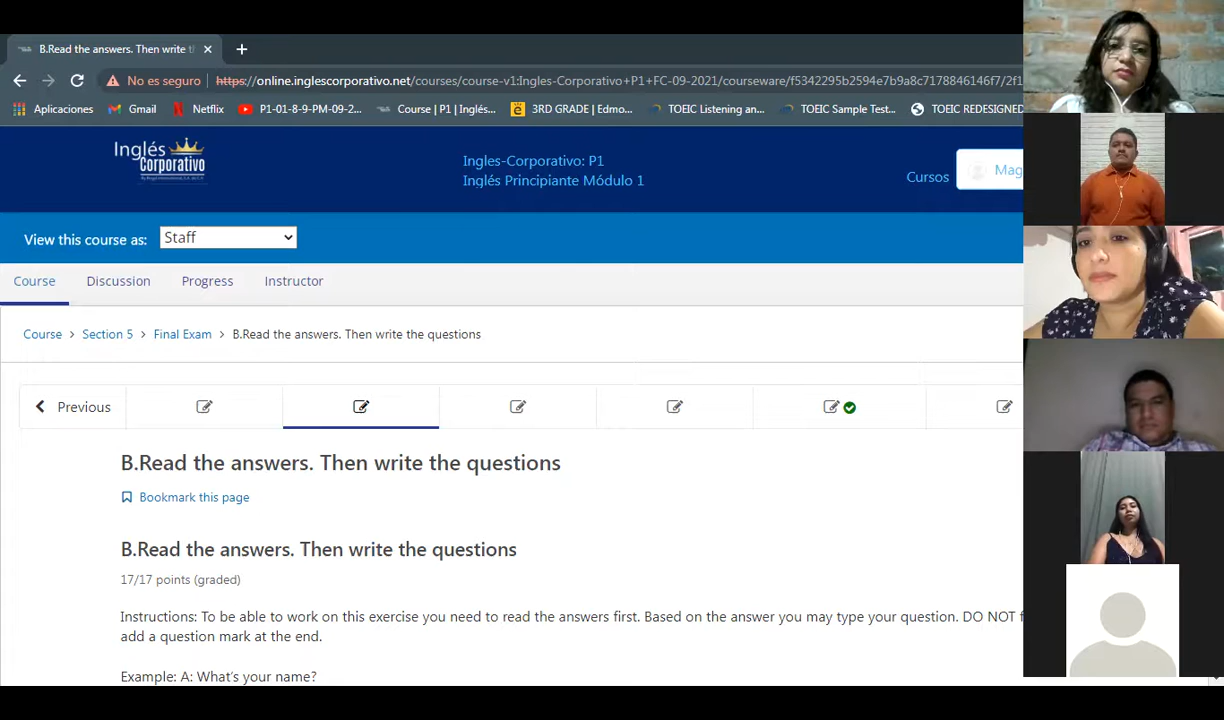 B.Read the answers. Then write t
No es seguro https://online.inglescorporativo.net/courses/course-v1:Ingles-Corporativo+P1+FC-09-2021/courseware/f5342295b2594e7b9a8c7178846146f7/2f1
Aplicaciones Gmail Netflix P1-01-8-9-PM-09-2... Course | P1 | Inglés... 3RD GRADE | Edmo... TOEIC Listening an... TOEIC Sample Test... TOEIC REDESIGNED
Inglés
Corporativo
Ingles-Corporativo: P1
Inglés Principiante Módulo 1
Cursos
Mag
View this course as: Staff
Course Discussion Progress Instructor
Course > Section 5 > Final Exam > B.Read the answers. Then write the questions
Previous
B.Read the answers. Then write the questions
Bookmark this page
B.Read the answers. Then write the questions
17/17 points (graded)
Instructions: To be able to work on this exercise you need to read the answers first. Based on the answer you may type your question. DO NOT f
add a question mark at the end.
Example: A: What's your name?